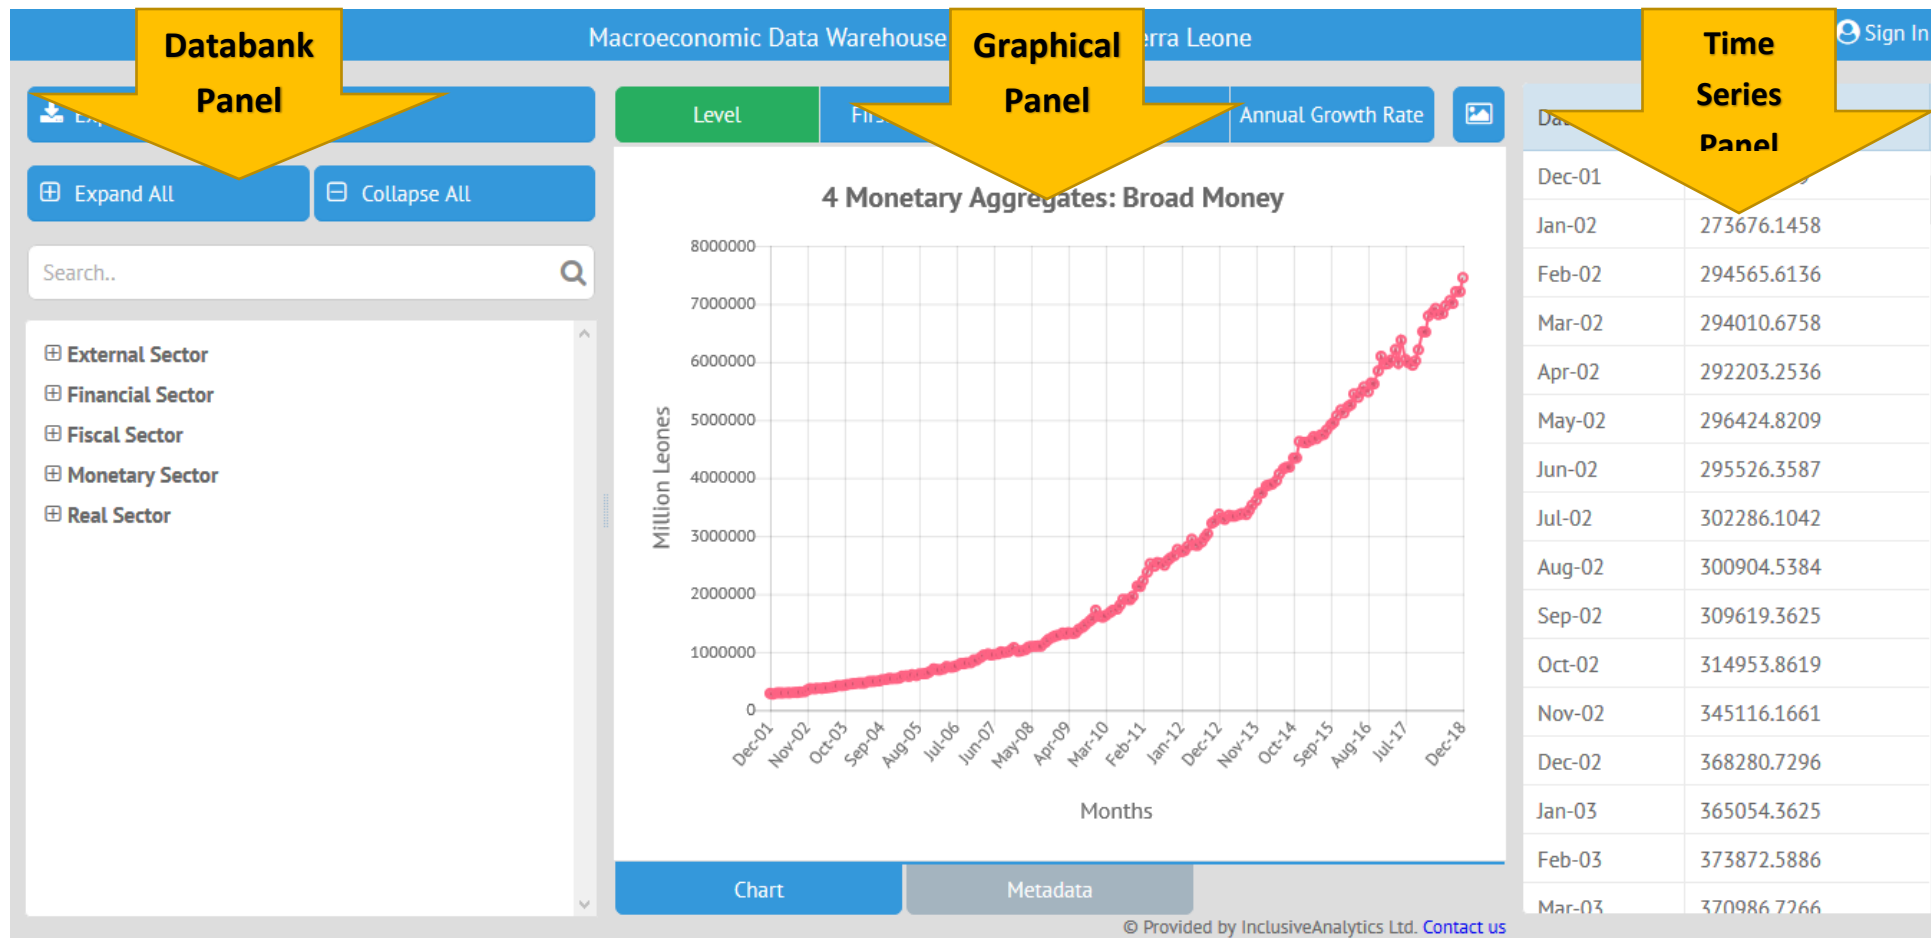 Macroeconomic Data Warehouse
erra Leone
Sign In
Databank
Panel
Graphical
Panel
Time
Series
Panel
Expand All
Collapse All
Search..
External Sector
Financial Sector
Fiscal Sector
Monetary Sector
Real Sector
Level
Annual Growth Rate
4 Monetary Aggregates: Broad Money
Million Leones
8000000
7000000
6000000
5000000
4000000
3000000
2000000
1000000
0
Dec-01 Nov-02 Oct-03 Sep-04 Aug-05 Jul-06 Jun-07 May-08 Apr-09 Mar-10 Feb-11 Jan-12 Dec-12 Nov-13 Oct-14 Sep-15 Aug-16 Jul-17 Dec-18
Months
Chart
Metadata
© Provided by InclusiveAnalytics Ltd. Contact us
Dec-01
Jan-02 273676.1458
Feb-02 294565.6136
Mar-02 294010.6758
Apr-02 292203.2536
May-02 296424.8209
Jun-02 295526.3587
Jul-02 302286.1042
Aug-02 300904.5384
Sep-02 309619.3625
Oct-02 314953.8619
Nov-02 345116.1661
Dec-02 368280.7296
Jan-03 365054.3625
Feb-03 373872.5886
Mar-03 370986.7266